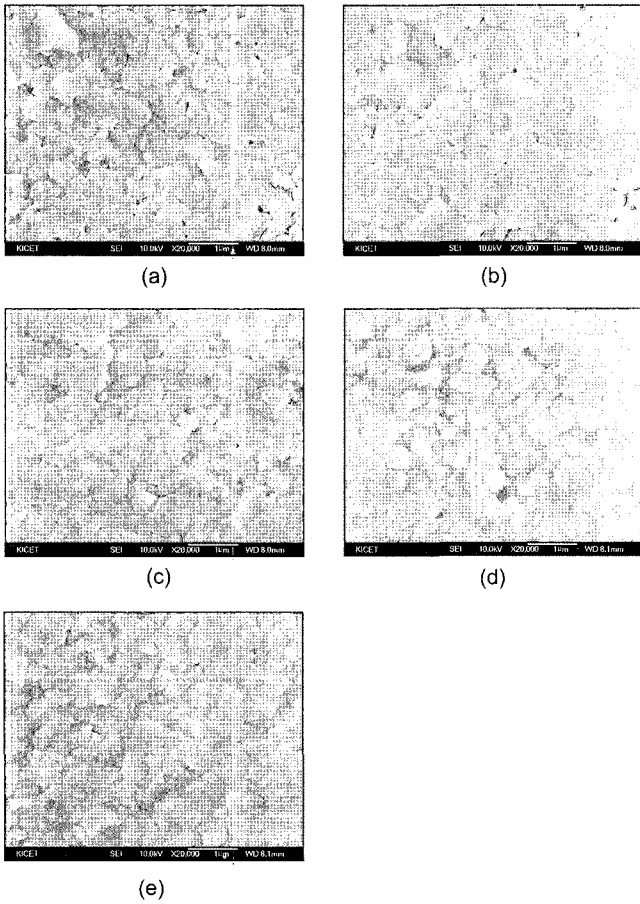 KICET SEI 10.0kV X20,000 1μm WD 8.0mm
(a)
KICET SEI 10.0kV X20,000 1μm WD 8.0mm
(b)
KICET SEI 10.0kV X20,000 1μm WD 8.0mm
(c)
KICET SEI 10.0kV X20,000 1μm WD 8.1mm
(d)
KICET SEI 10.0kV X20,000 1μm WD 8.1mm
(e)